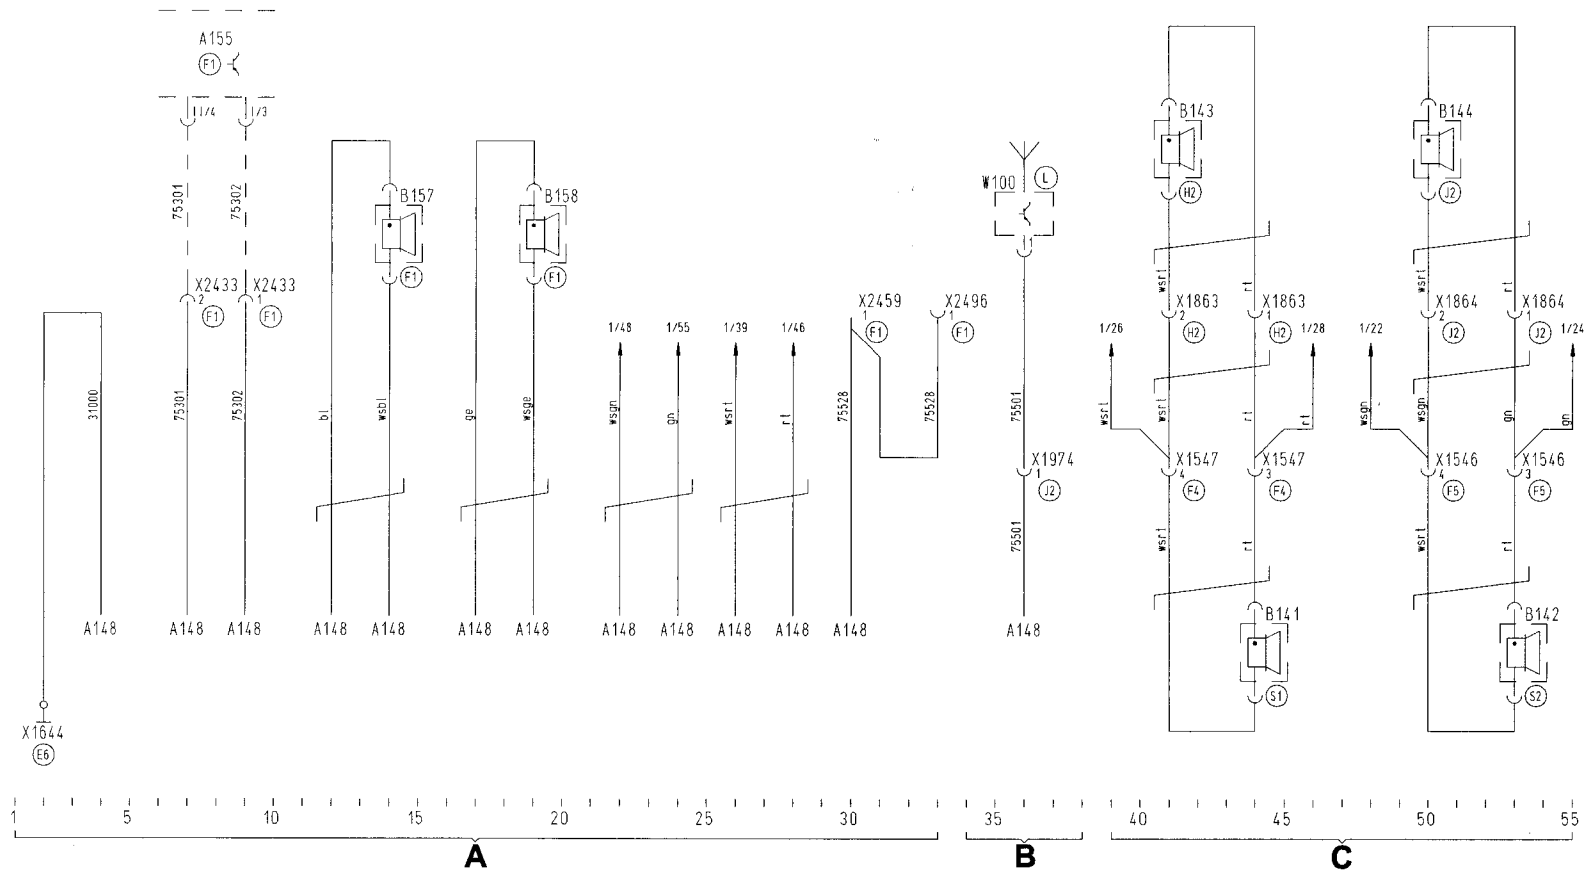 A155
F1
11/4
1/3
75301
75302
X2433
2
F1
X2433
1
F1
31000
75301
75302
A148
A148
A148
X1644
E6
B157
F1
bl
wsbl
A148
A148
B158
F1
ge
wsge
A148
A148
1/48
1/55
1/39
1/46
wsgn
gn
wsrt
rt
A148
A148
A148
A148
X2459
1
F1
X2496
1
F1
75528
75528
A148
W100
L
1
75501
X1974
1
J2
75501
A148
B143
H2
wsrt
rt
X1863
2
H2
X1863
1
H2
1/26
1/28
wsrt
wsrt
rt
rt
X1547
4
F4
X1547
3
F4
wsrt
rt
B141
S1
B144
J2
wsrt
rt
X1864
2
J2
X1864
1
J2
1/22
1/24
wsgn
wsgn
gn
gn
X1546
4
F5
X1546
3
F5
wsrt
rt
B142
S2
1 5 10 15 20 25 30 35 40 45 50 55
A B C